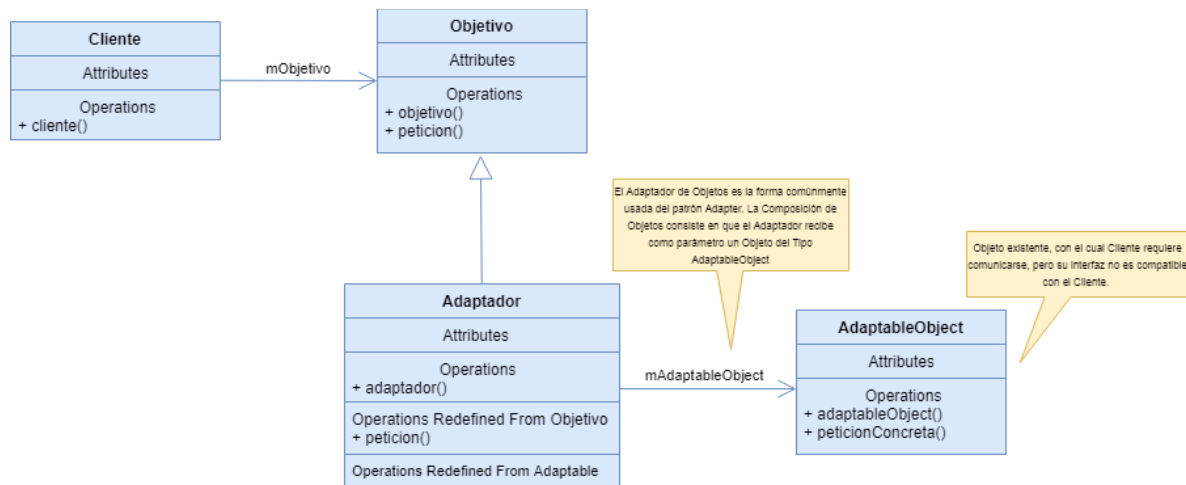 Cliente
Attributes
Operations
+ cliente()
mObjetivo
Objetivo
Attributes
Operations
+ objetivo()
+ peticion()
El Adaptador de Objetos es la forma comúnmente
usada del patrón Adapter. La Composición de
Objetos consiste en que el Adaptador recibe
como parámetro un Objeto del Tipo
AdaptableObject
Objeto existente, con el cual Cliente requiere
comunicarse, pero su interfaz no es compatible
con el Cliente.
Adaptador
Attributes
Operations
+ adaptador()
Operations Redefined From Objetivo
+ peticion()
Operations Redefined From Adaptable
mAdaptableObject
AdaptableObject
Attributes
Operations
+ adaptableObject()
+ peticionConcreta()